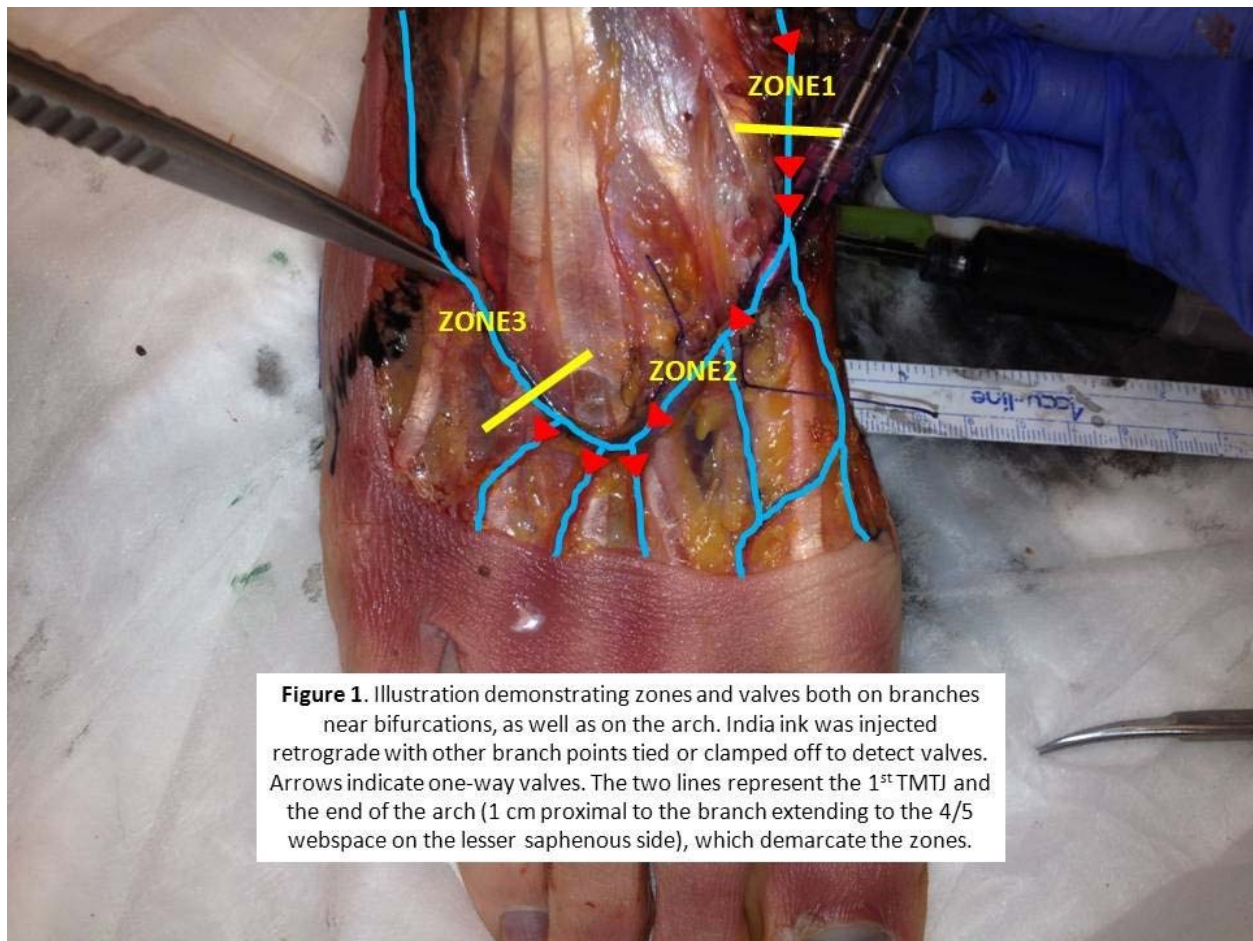 ZONE1
ZONE3
ZONE2
Accu-line
Figure 1. Illustration demonstrating zones and valves both on branches
near bifurcations, as well as on the arch. India ink was injected
retrograde with other branch points tied or clamped off to detect valves.
Arrows indicate one-way valves. The two lines represent the 1st TMTJ and
the end of the arch (1 cm proximal to the branch extending to the 4/5
webspace on the lesser saphenous side), which demarcate the zones.